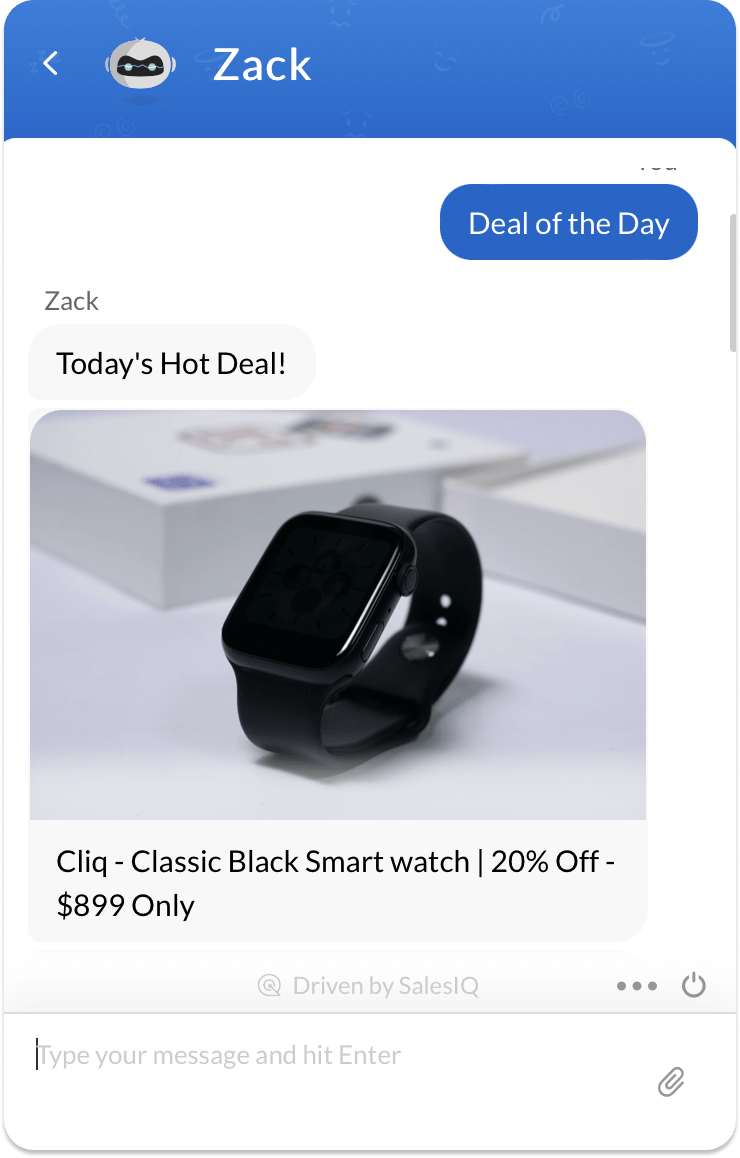 Zack
Deal of the Day
Zack
Today's Hot Deal!
Cliq - Classic Black Smart watch | 20% Off -
$899 Only
Driven by SalesIQ
Type your message and hit Enter